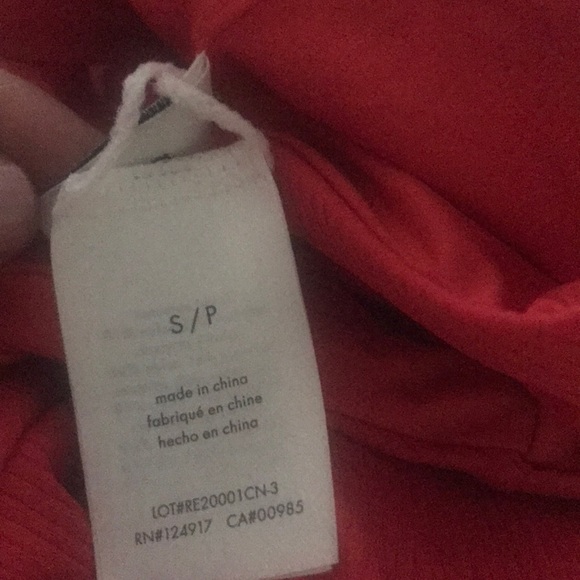 S / P
made in china
fabriqué en chine
hecho en china
LOT#RE20001CN-3
RN#124917 CA#00985